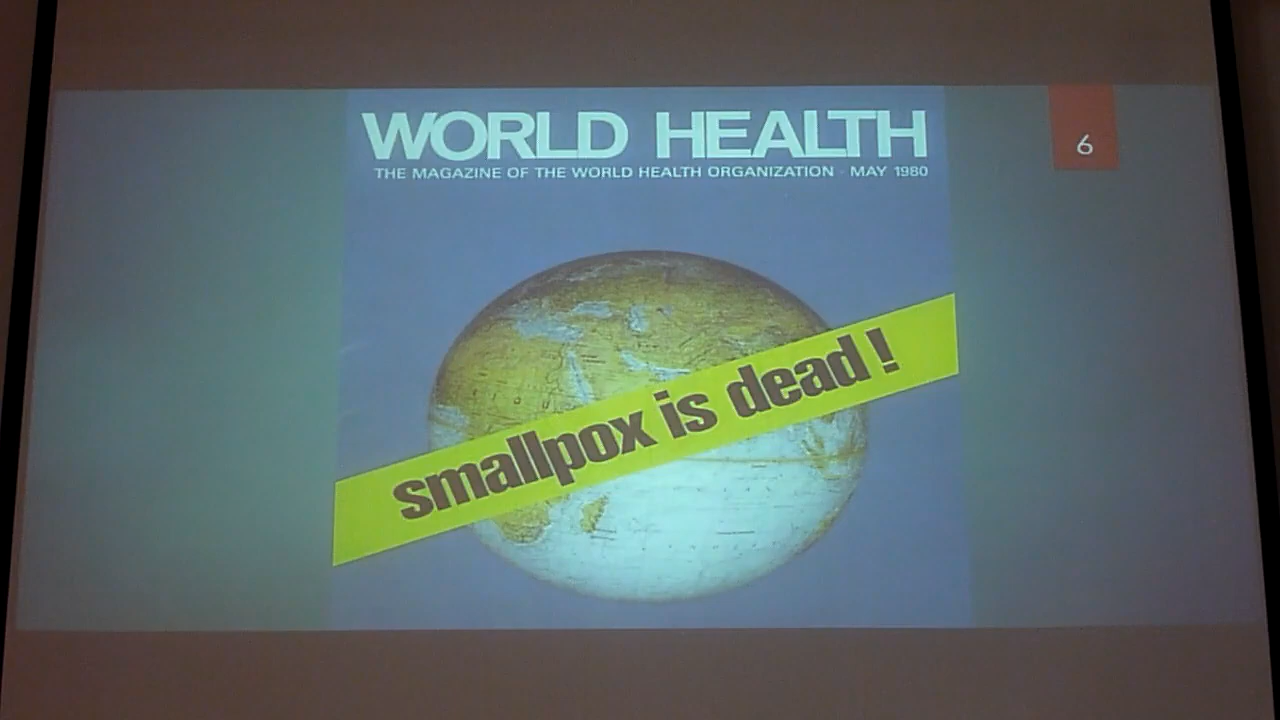 WORLD HEALTH
THE MAGAZINE OF THE WORLD HEALTH ORGANIZATION · MAY 1980
6
smallpox is dead!